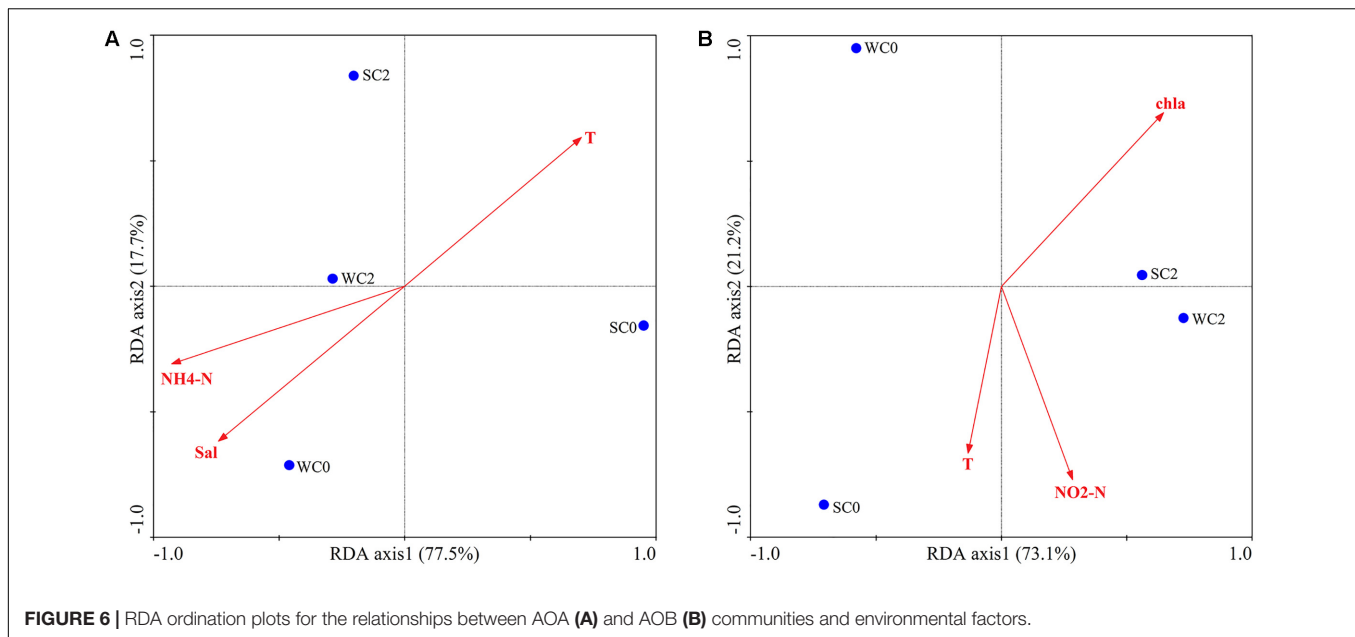 A
1.0
SC2
T
RDA axis2 (17.7%)
WC2
SC0
NH4-N
Sal
WC0
-1.0
-1.0
RDA axis1 (77.5%)
1.0
B
1.0
WC0
chla
RDA axis2 (21.2%)
SC2
WC2
T
NO2-N
SC0
-1.0
-1.0
RDA axis1 (73.1%)
1.0
FIGURE 6 | RDA ordination plots for the relationships between AOA (A) and AOB (B) communities and environmental factors.